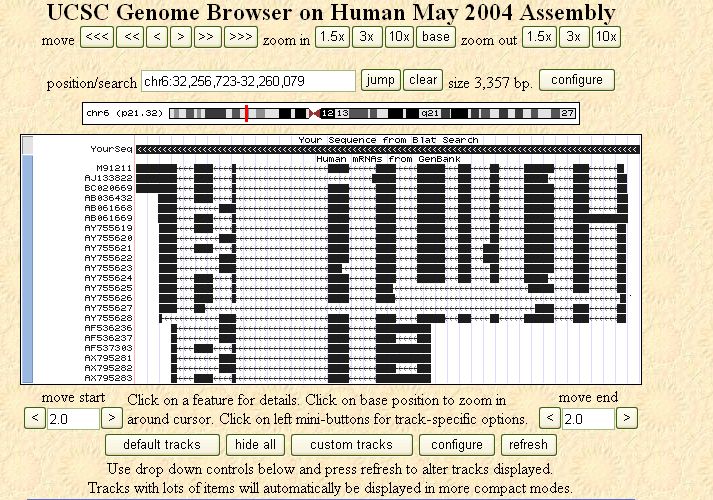 UCSC Genome Browser on Human May 2004 Assembly
move <<< << < > >> >>> zoom in 1.5x 3x 10x base zoom out 1.5x 3x 10x
position/search chr6:32,256,723-32,260,079 jump clear size 3,357 bp. configure
chr6 (p21.32) 12 13 q21 27
Your Sequence from Blat Search
YourSeq
Human mRNAs from GenBank
M91211
AJ133822
BC020669
AB036432
AB061668
AB061669
AY755619
AY755620
AY755621
AY755622
AY755623
AY755624
AY755625
AY755626
AY755627
AY755628
AF536236
AF536237
AF537303
AX795281
AX795282
AX795283
move start Click on a feature for details. Click on base position to zoom in move end
< 2.0 > around cursor. Click on left mini-buttons for track-specific options. < 2.0 >
default tracks hide all custom tracks configure refresh
Use drop down controls below and press refresh to alter tracks displayed.
Tracks with lots of items will automatically be displayed in more compact modes.